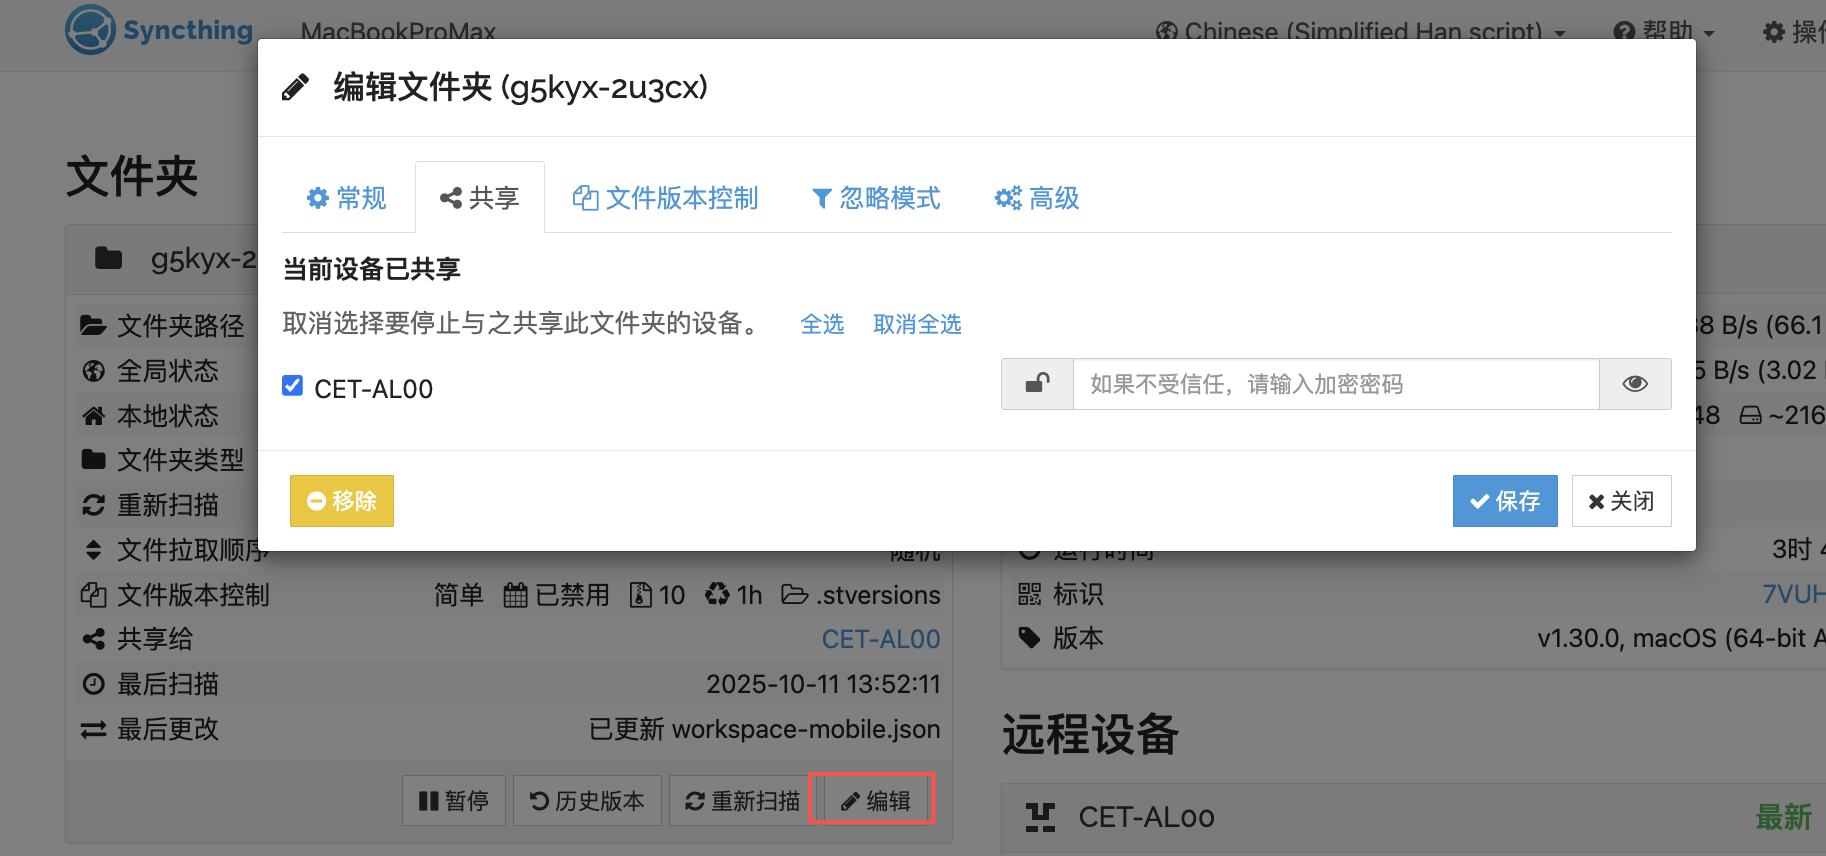 Syncthing
MacBookProMax
Chinese (Simplified Han script)
帮助
操作
编辑文件夹 (g5kyx-2u3cx)
常规
共享
文件版本控制
忽略模式
高级
当前设备已共享
取消选择要停止与之共享此文件夹的设备。 全选 取消全选
CET-AL00
如果不受信任，请输入加密密码
移除
保存
关闭
文件夹
g5kyx-2
文件夹路径
全局状态
本地状态
文件夹类型
重新扫描
文件拉取顺序 随机
文件版本控制 简单 已禁用 10 1h .stversions
共享给 CET-AL00
最后扫描 2025-10-11 13:52:11
最后更改 已更新 workspace-mobile.json
暂停
历史版本
重新扫描
编辑
38 B/s (66.1
5 B/s (3.02
48 ~216
运行时间 3时 4
标识 7VUH
版本 v1.30.0, macOS (64-bit A
远程设备
CET-AL00 最新